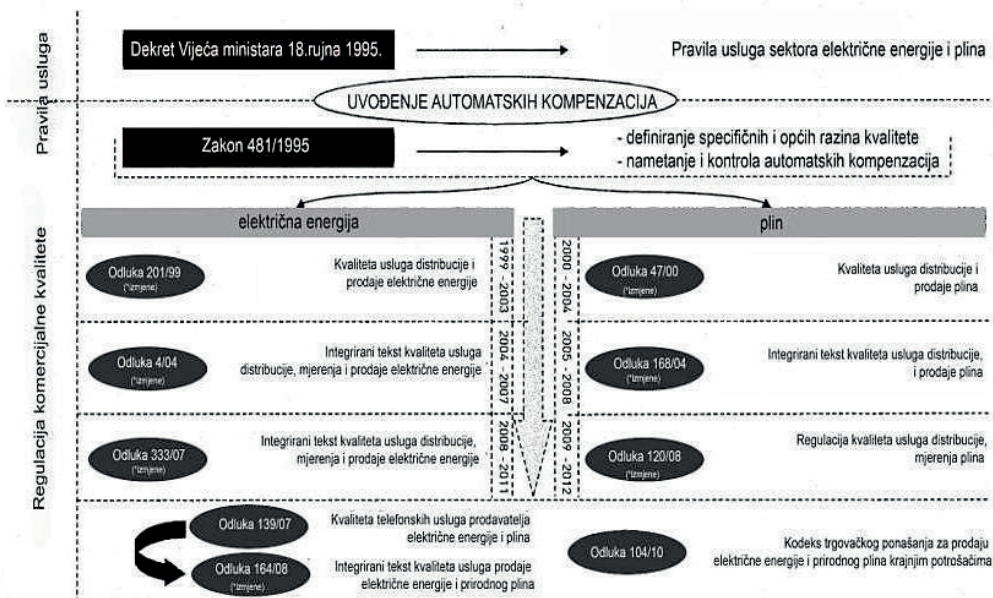 Pravila usluga
Dekret Vijeća ministara 18.rujna 1995.
Pravila usluga sektora električne energije i plina
UVOĐENJE AUTOMATSKIH KOMPENZACIJA
Zakon 481/1995
- definiranje specifičnih i općih razina kvalitete
- nametanje i kontrola automatskih kompenzacija
Regulacija komercijalne kvalitete
električna energija
plin
Odluka 201/99
(*izmjene)
Kvaliteta usluga distribucije i
prodaje električne energije
1999 - 2003
2000 - 2004
Odluka 47/00
(*izmjene)
Kvaliteta usluga distribucije i
prodaje plina
Odluka 4/04
(*izmjene)
Integrirani tekst kvaliteta usluga
distribucije, mjerenja i prodaje električne energije
2004 - 2007
2005 - 2008
Odluka 168/04
(*izmjene)
Integrirani tekst kvaliteta usluga distribucije,
i prodaje plina
Odluka 333/07
(*izmjene)
Integrirani tekst kvaliteta usluga distribucije,
mjerenja i prodaje električne energije
2008 - 2011
2009 - 2012
Odluka 120/08
(*izmjene)
Regulacija kvaliteta usluga distribucije,
mjerenja plina
Odluka 139/07
Kvaliteta telefonskih usluga prodavatelja
električne energije i plina
Odluka 164/08
(*izmjene)
Integrirani tekst kvaliteta usluga prodaje
električne energije i prirodnog plina
Odluka 104/10
Kodeks trgovačkog ponašanja za prodaju
električne energije i prirodnog plina krajnjim potrošačima